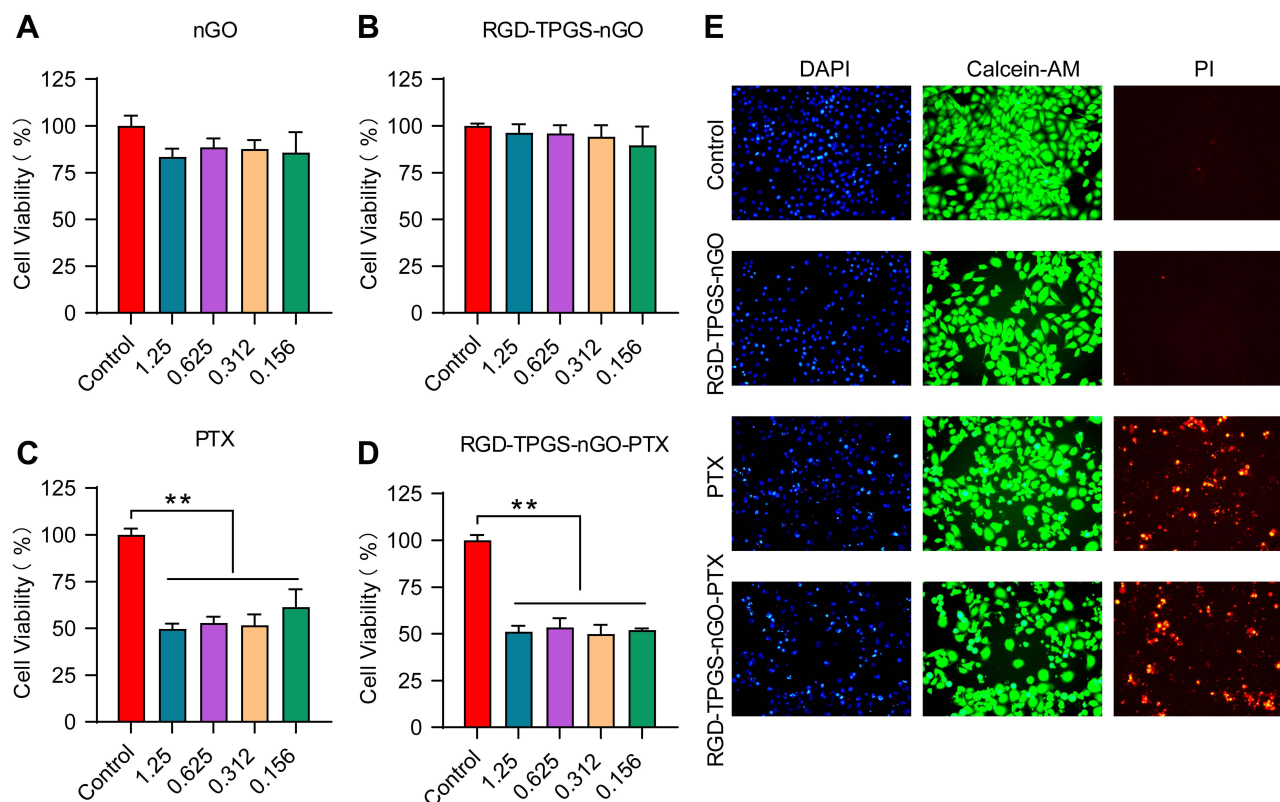 A
nGO
Cell Viability ( %)
125
100
75
50
25
0
Control
1.25
0.625
0.312
0.156
B
RGD-TPGS-nGO
Cell Viability ( %)
125
100
75
50
25
0
Control
1.25
0.625
0.312
0.156
C
PTX
Cell Viability ( %)
125
100
75
50
25
0
**
Control
1.25
0.625
0.312
0.156
D
RGD-TPGS-nGO-PTX
Cell Viability ( %)
125
100
75
50
25
0
**
Control
1.25
0.625
0.312
0.156
E
DAPI
Calcein-AM
PI
Control
RGD-TPGS-nGO
PTX
RGD-TPGS-nGO-PTX